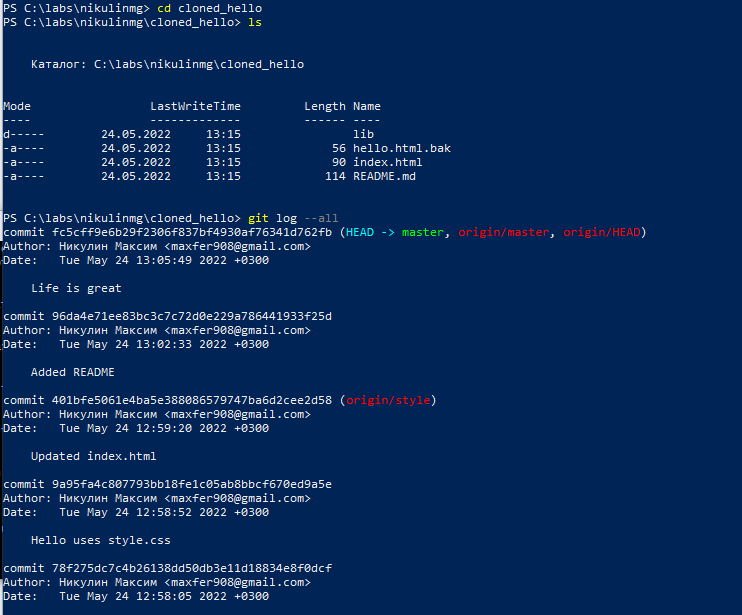 PS C:\labs\nikulinmg> cd cloned_hello
PS C:\labs\nikulinmg\cloned_hello> ls
Каталог: C:\labs\nikulinmg\cloned_hello
Mode LastWriteTime Length Name
---- ------------- ------ ----
d----- 24.05.2022 13:15 lib
-a---- 24.05.2022 13:15 56 hello.html.bak
-a---- 24.05.2022 13:15 90 index.html
-a---- 24.05.2022 13:15 114 README.md
PS C:\labs\nikulinmg\cloned_hello> git log --all
commit fc5cff9e6b29f2306f837bf4930af76341d762fb (HEAD -> master, origin/master, origin/HEAD)
Author: Никулин Максим <maxfer908@gmail.com>
Date: Tue May 24 13:05:49 2022 +0300
Life is great
commit 96da4e71ee83bc3c7c72d0e229a786441933f25d
Author: Никулин Максим <maxfer908@gmail.com>
Date: Tue May 24 13:02:33 2022 +0300
Added README
commit 401bfe5061e4ba5e388086579747ba6d2cee2d58 (origin/style)
Author: Никулин Максим <maxfer908@gmail.com>
Date: Tue May 24 12:59:20 2022 +0300
Updated index.html
commit 9a95fa4c807793bb18fe1c05ab8bbcf670ed9a5e
Author: Никулин Максим <maxfer908@gmail.com>
Date: Tue May 24 12:58:52 2022 +0300
Hello uses style.css
commit 78f275dc7c4b26138dd50db3e11d18834e8f0dcf
Author: Никулин Максим <maxfer908@gmail.com>
Date: Tue May 24 12:58:05 2022 +0300